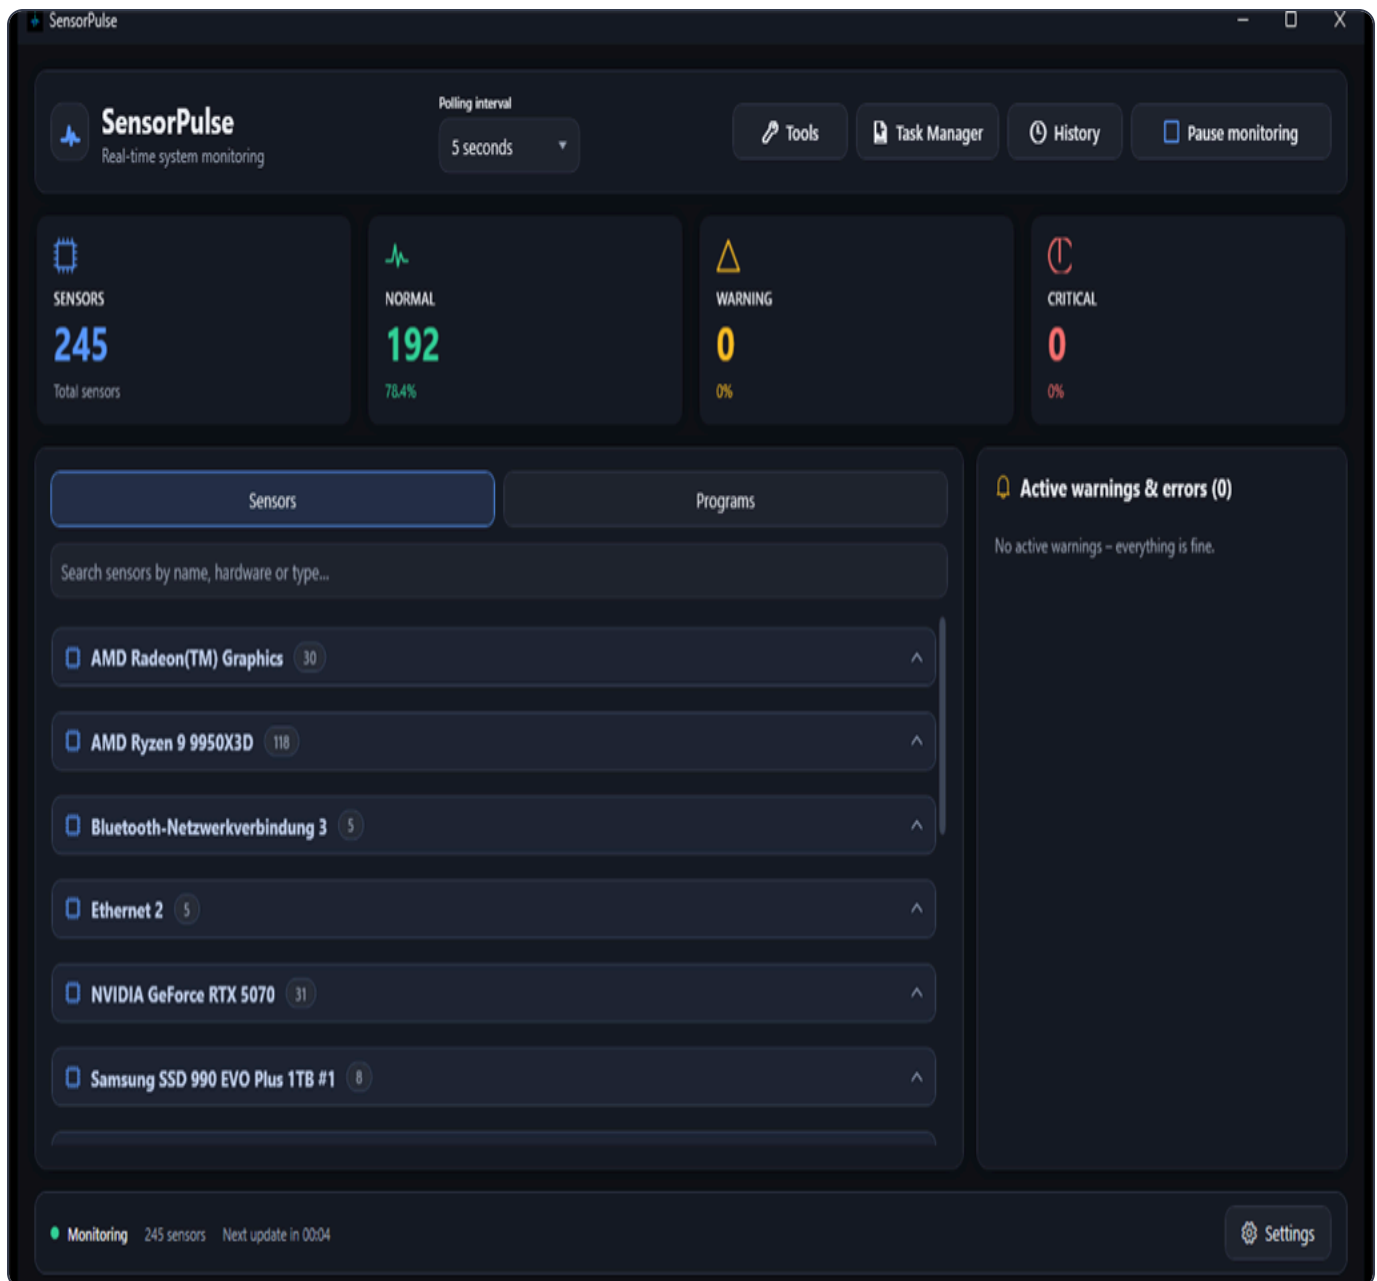 SensorPulse
SensorPulse
Real-time system monitoring
Polling interval
5 seconds
Tools
Task Manager
History
Pause monitoring
SENSORS
245
Total sensors
NORMAL
192
78.4%
WARNING
0
0%
CRITICAL
0
0%
Sensors
Programs
Search sensors by name, hardware or type...
AMD Radeon(TM) Graphics 30
AMD Ryzen 9 9950X3D 118
Bluetooth-Netzwerkverbindung 3 5
Ethernet 2 5
NVIDIA GeForce RTX 5070 31
Samsung SSD 990 EVO Plus 1TB #1 8
Active warnings & errors (0)
No active warnings – everything is fine.
Monitoring 245 sensors Next update in 00:04
Settings